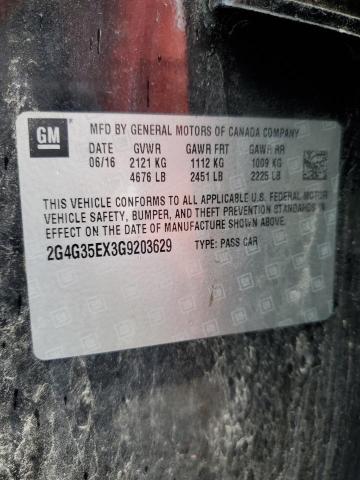 GM
MFD BY GENERAL MOTORS OF CANADA COMPANY
DATE GVWR GAWR FRT GAWR RR
06/16 2121 KG 1112 KG 1009 KG
4676 LB 2451 LB 2225 LB
THIS VEHICLE CONFORMS TO ALL APPLICABLE U.S. FEDERAL MOTOR
VEHICLE SAFETY, BUMPER, AND THEFT PREVENTION STANDARDS IN
EFFECT ON THE DATE OF MANUFACTURE SHOWN ABOVE.
2G4G35EX3G9203629 TYPE: PASS CAR